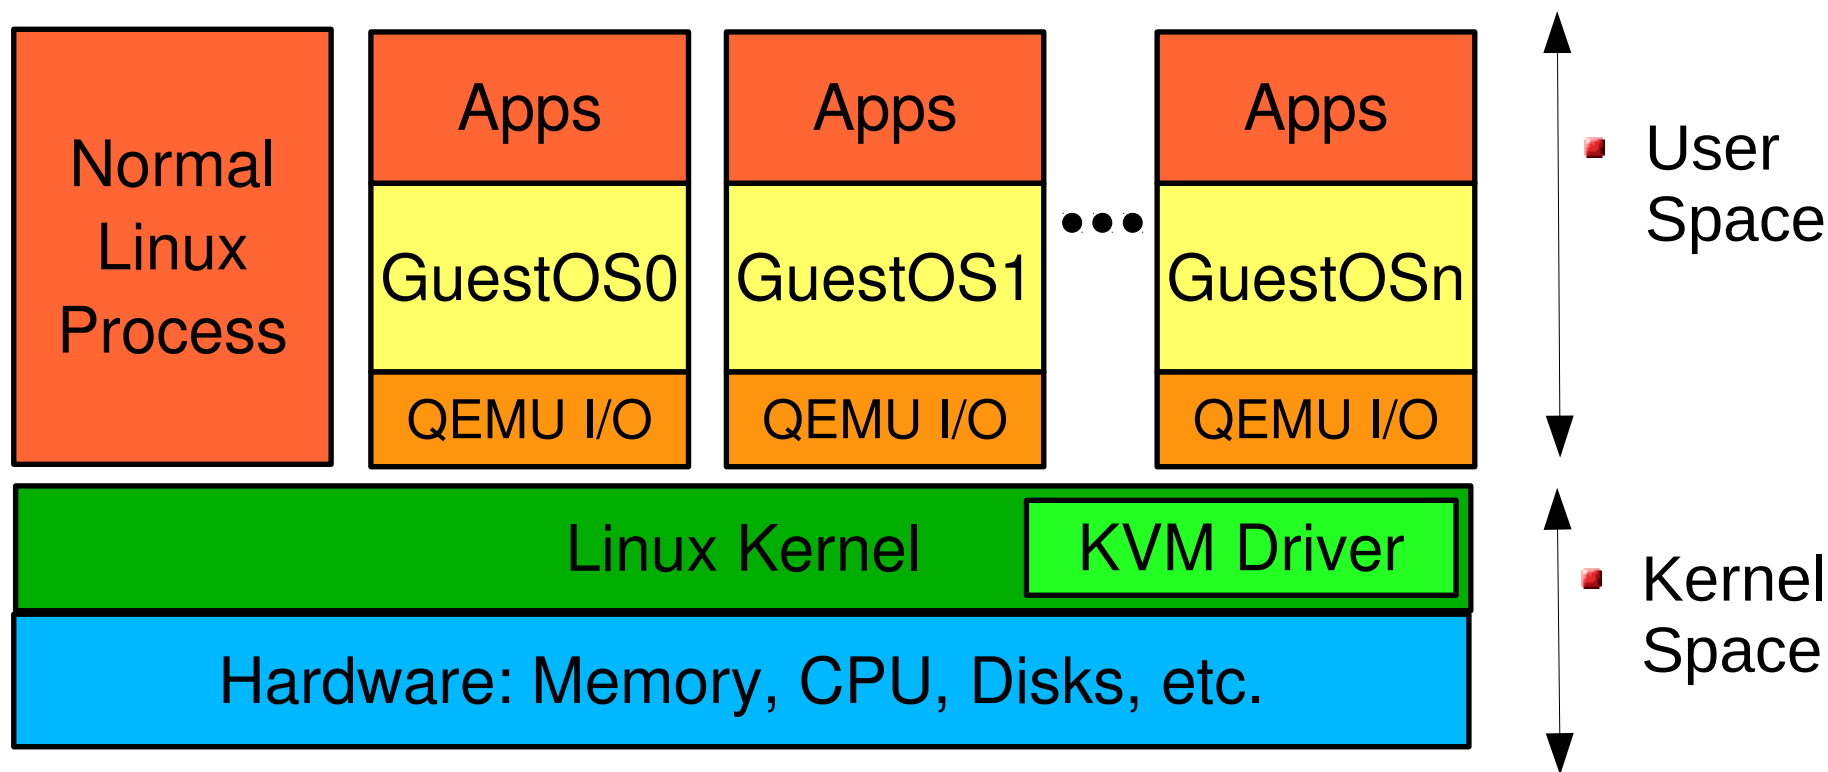 Normal
Linux
Process
Apps
GuestOS0
QEMU I/O
Apps
GuestOS1
QEMU I/O
Apps
GuestOSn
QEMU I/O
User
Space
Linux Kernel
KVM Driver
Hardware: Memory, CPU, Disks, etc.
Kernel
Space